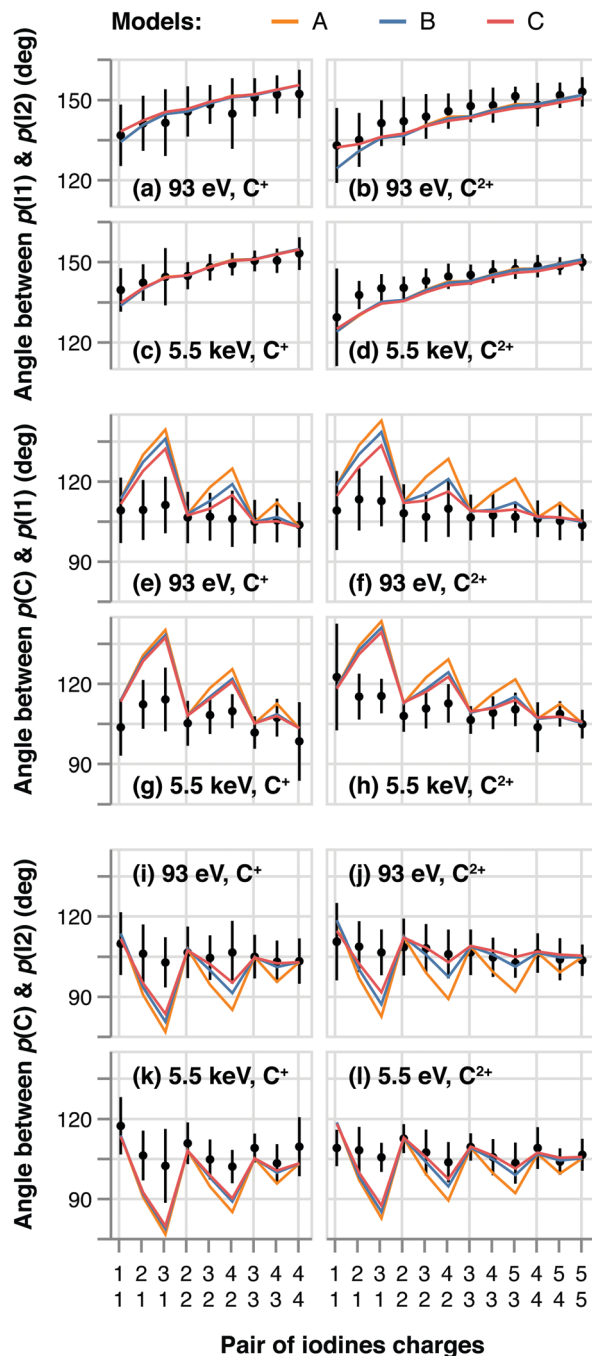 Models: A B C
Angle between p(I1) & p(I2) (deg)
150
120
(a) 93 eV, C⁺
(b) 93 eV, C²⁺
150
120
(c) 5.5 keV, C⁺
(d) 5.5 keV, C²⁺
Angle between p(C) & p(I1) (deg)
120
90
(e) 93 eV, C⁺
(f) 93 eV, C²⁺
120
90
(g) 5.5 keV, C⁺
(h) 5.5 keV, C²⁺
Angle between p(C) & p(I2) (deg)
(i) 93 eV, C⁺
(j) 93 eV, C²⁺
120
90
(k) 5.5 keV, C⁺
(l) 5.5 eV, C²⁺
120
90
1 2 3 2 3 4 3 4 4 1 2 3 2 3 4 3 4 5 4 5 5
1 1 1 2 2 2 3 3 4 1 1 1 2 2 2 3 3 3 4 4 5
Pair of iodines charges